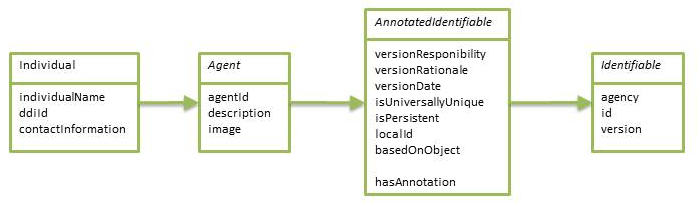 Individual
individualName
ddiId
contactInformation
Agent
agentId
description
image
AnnotatedIdentifiable
versionResponibility
versionRationale
versionDate
isUniversallyUnique
isPersistent
localId
basedOnObject
hasAnnotation
Identifiable
agency
id
version